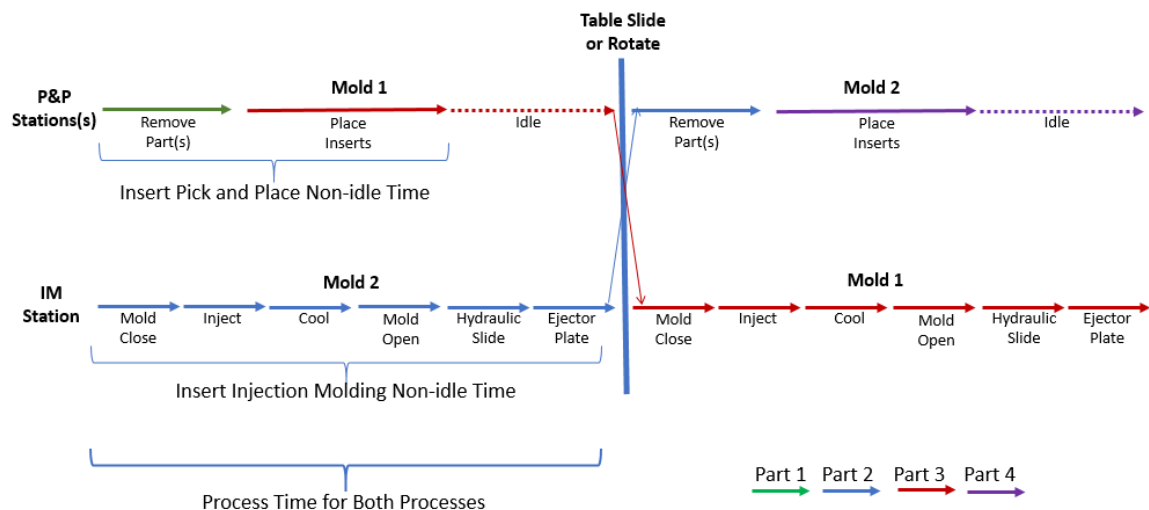 Table Slide
or Rotate
P&P
Stations(s)
Mold 1
Mold 2
Remove
Part(s)
Place
Inserts
Idle
Remove
Part(s)
Place
Inserts
Idle
Insert Pick and Place Non-idle Time
IM
Station
Mold 2
Mold 1
Mold
Close
Inject
Cool
Mold
Open
Hydraulic
Slide
Ejector
Plate
Mold
Close
Inject
Cool
Mold
Open
Hydraulic
Slide
Ejector
Plate
Insert Injection Molding Non-idle Time
Process Time for Both Processes
Part 1
Part 2
Part 3
Part 4